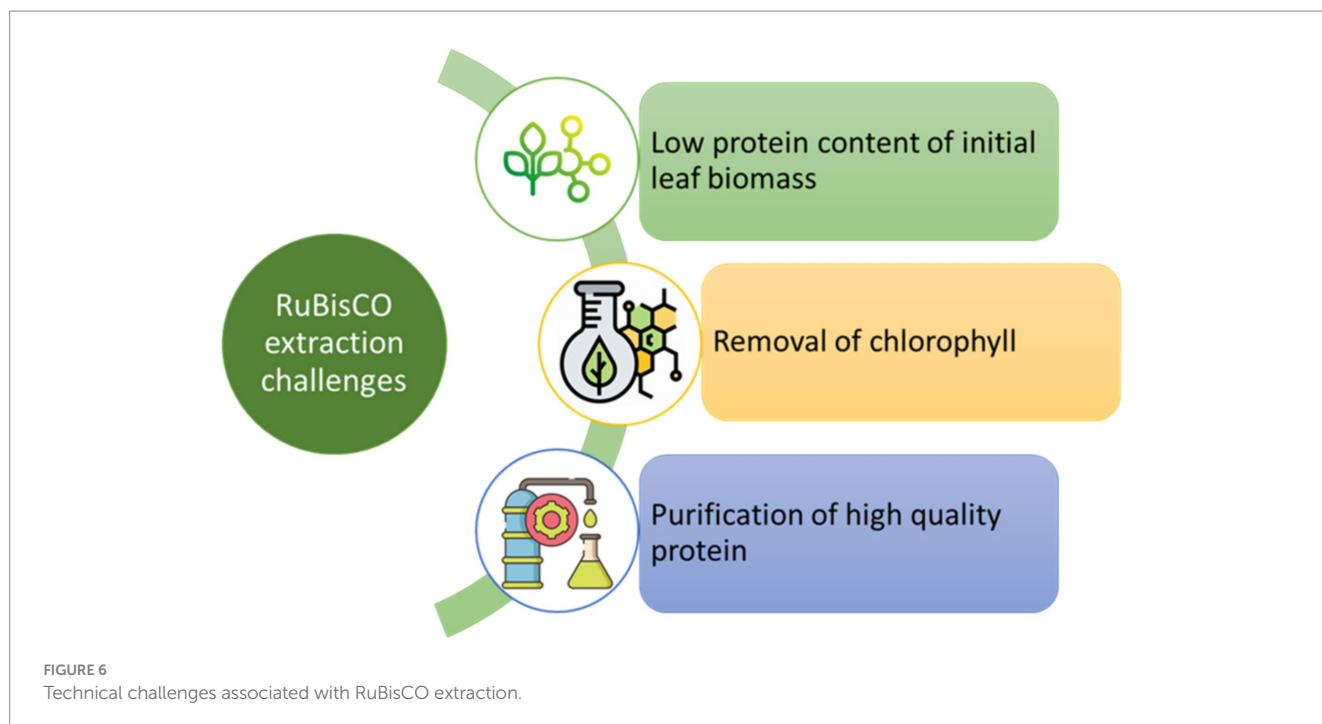 RuBisCO
extraction
challenges
Low protein content of initial
leaf biomass
Removal of chlorophyll
Purification of high quality
protein
FIGURE 6
Technical challenges associated with RuBisCO extraction.